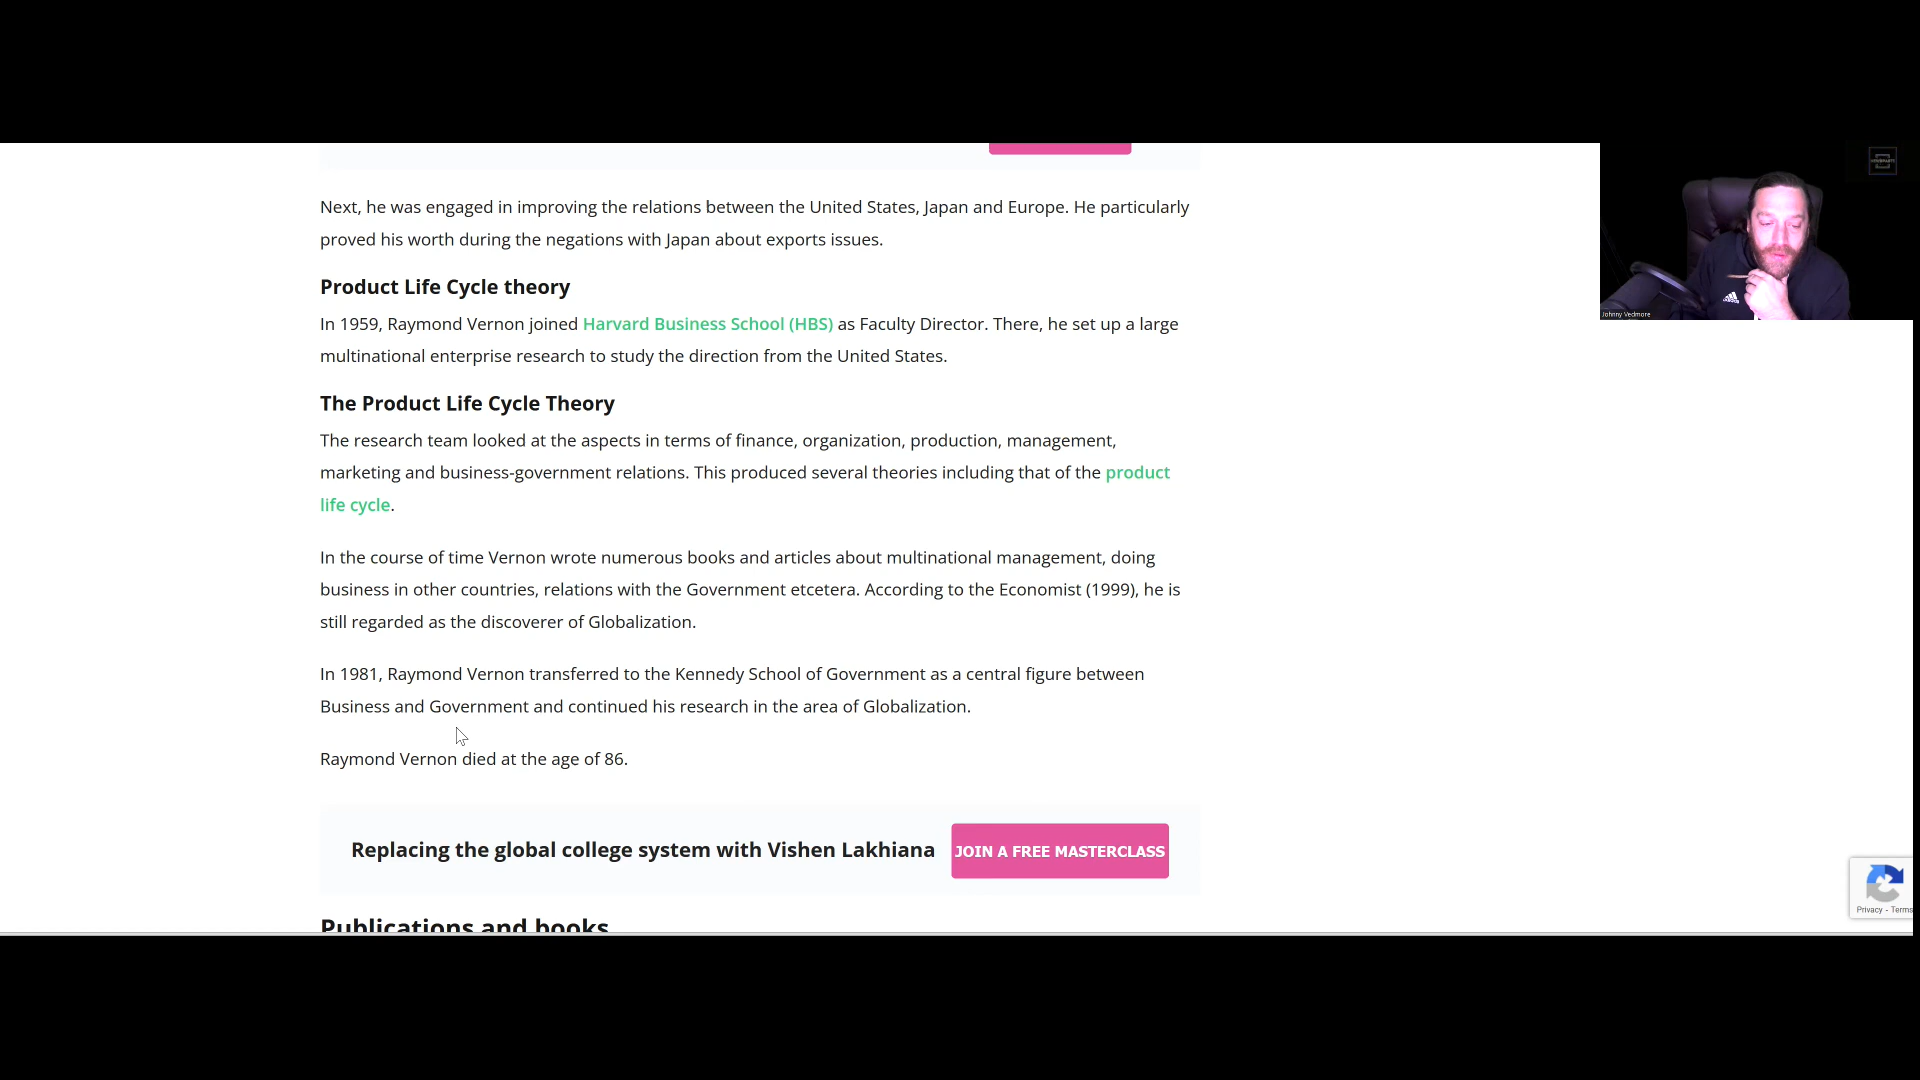 Next, he was engaged in improving the relations between the United States, Japan and Europe. He particularly
proved his worth during the negations with Japan about exports issues.
Product Life Cycle theory
In 1959, Raymond Vernon joined Harvard Business School (HBS) as Faculty Director. There, he set up a large
multinational enterprise research to study the direction from the United States.
The Product Life Cycle Theory
The research team looked at the aspects in terms of finance, organization, production, management,
marketing and business-government relations. This produced several theories including that of the product
life cycle.
In the course of time Vernon wrote numerous books and articles about multinational management, doing
business in other countries, relations with the Government etcetera. According to the Economist (1999), he is
still regarded as the discoverer of Globalization.
In 1981, Raymond Vernon transferred to the Kennedy School of Government as a central figure between
Business and Government and continued his research in the area of Globalization.
Raymond Vernon died at the age of 86.
Replacing the global college system with Vishen Lakhiana
JOIN A FREE MASTERCLASS
Publications and books
Johnny Vedmore
Privacy - Terms